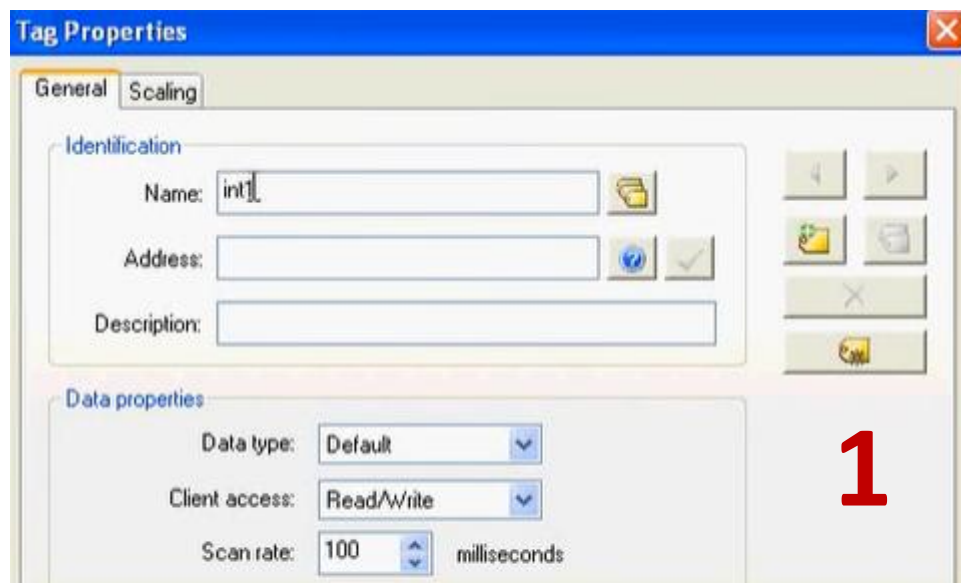 Tag Properties
General Scaling
Identification
Name: int1
Address:
Description:
Data properties
Data type: Default
Client access: Read/Write
Scan rate: 100 milliseconds
1